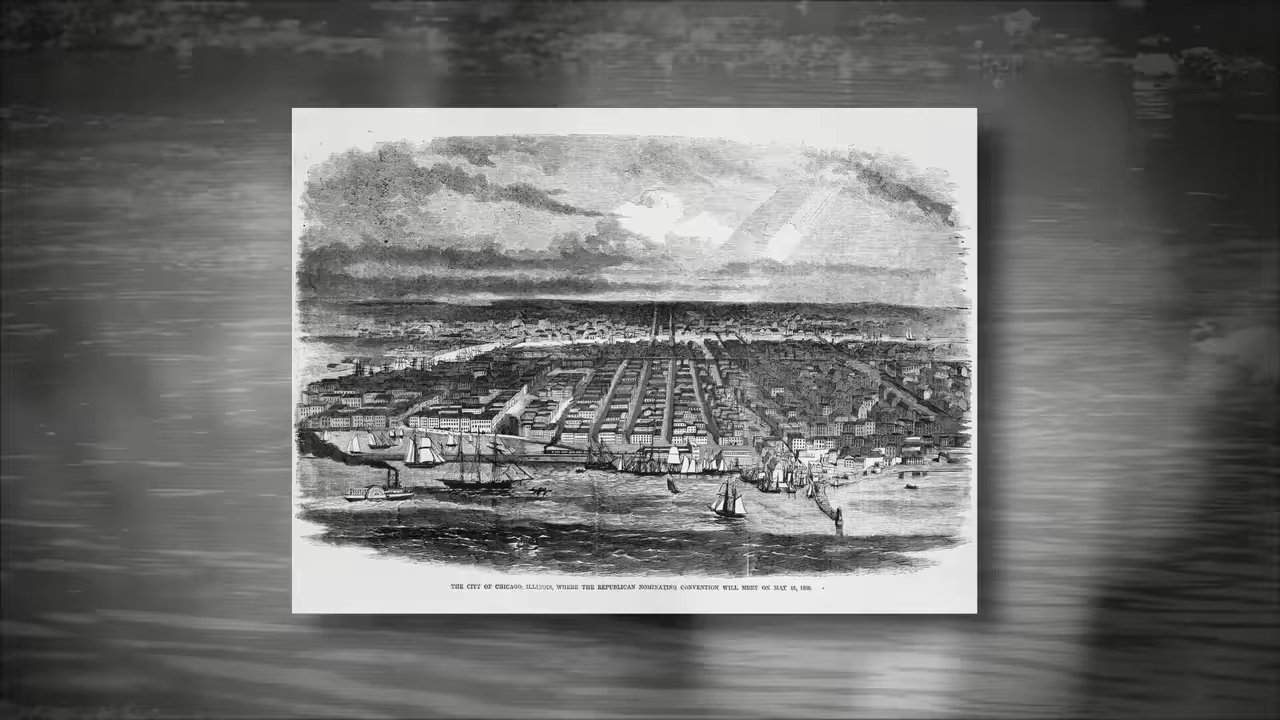 THE CITY OF CHICAGO, ILLINOIS, WHERE THE REPUBLICAN NOMINATING CONVENTION WILL MEET ON MAY 16, 1860.